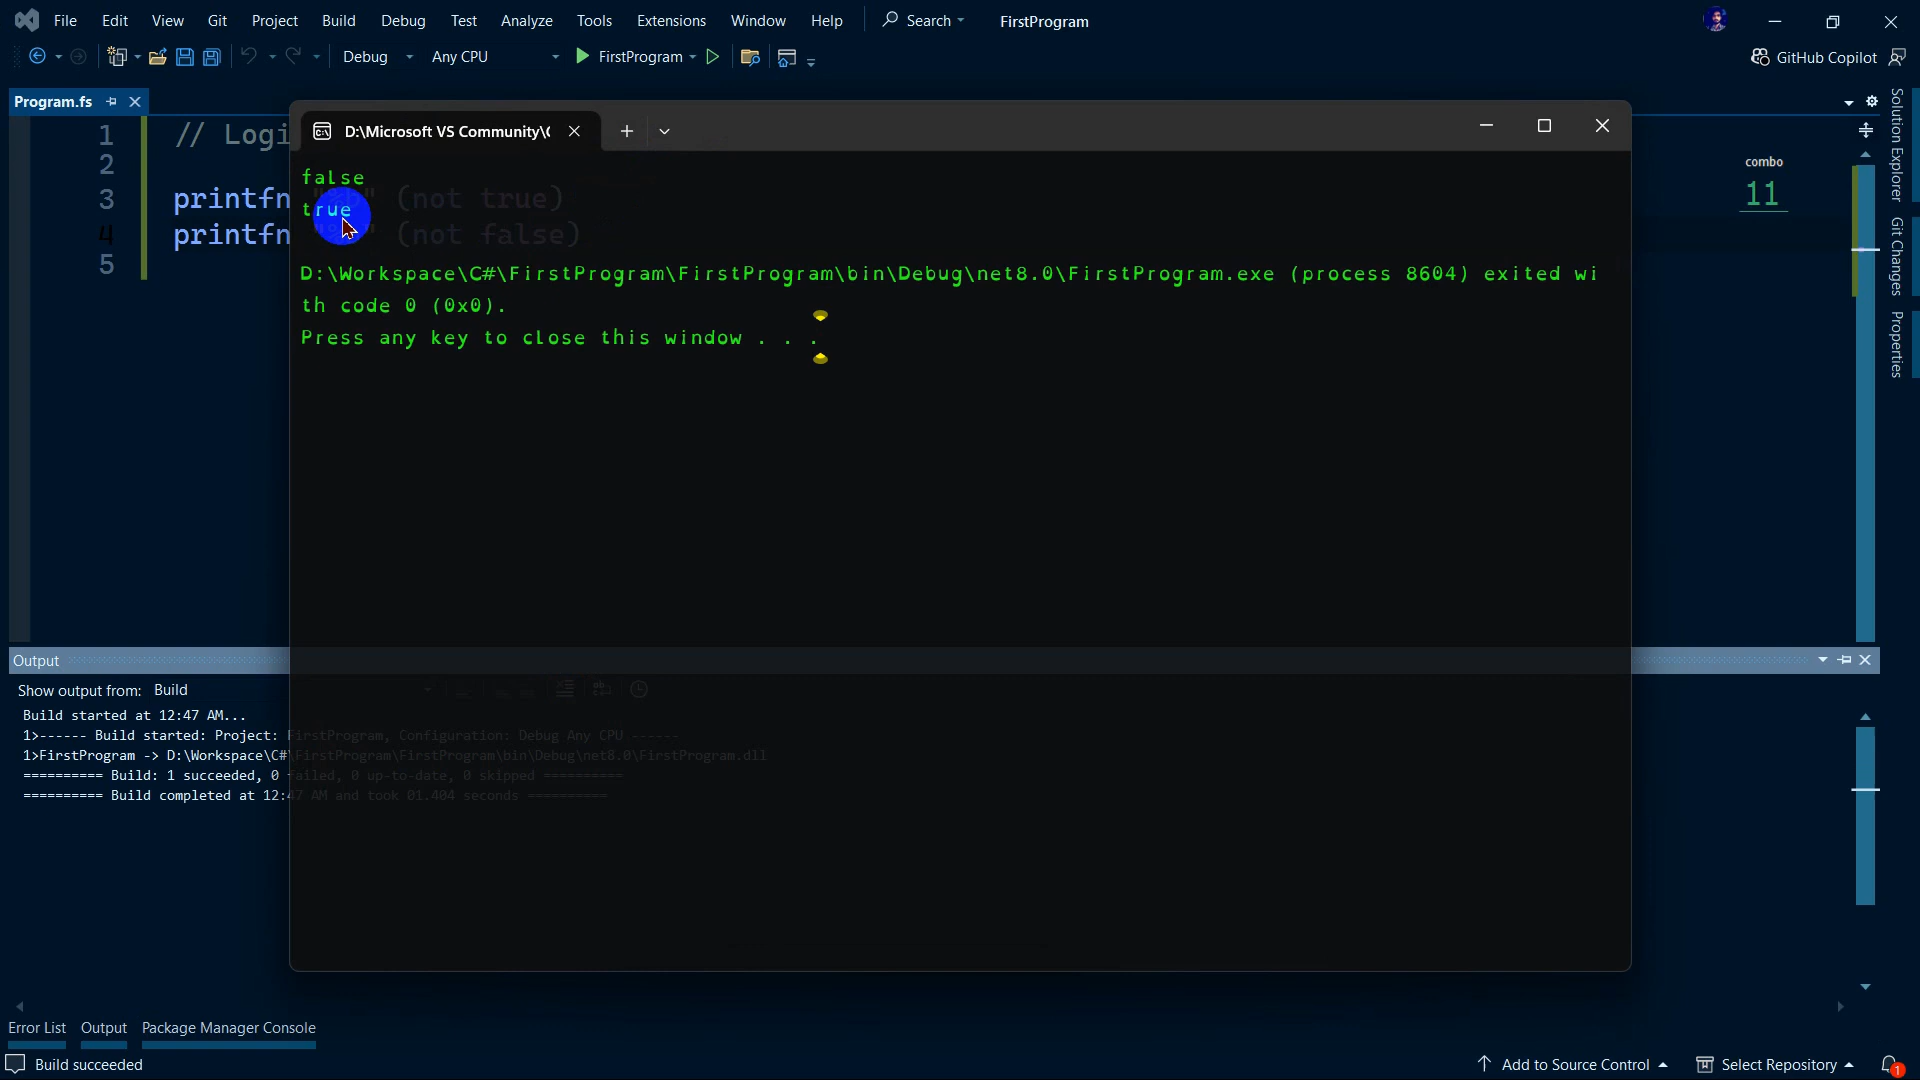 File Edit View Git Project Build Debug Test Analyze Tools Extensions Window Help Search FirstProgram
Debug Any CPU FirstProgram GitHub Copilot
Program.fs
D:\Microsoft VS Community\
combo
11
1 // Logi
2
3 printfn "%b" (not true)
4 printfn "%b" (not false)
5
false
true
D:\Workspace\C#\FirstProgram\FirstProgram\bin\Debug\net8.0\FirstProgram.exe (process 8604) exited wi
th code 0 (0x0).
Press any key to close this window . . .
Solution Explorer
Git Changes
Properties
Output
Show output from: Build
Build started at 12:47 AM...
1>------ Build started: Project: FirstProgram, Configuration: Debug Any CPU ------
1>FirstProgram -> D:\Workspace\C#\FirstProgram\FirstProgram\bin\Debug\net8.0\FirstProgram.dll
========== Build: 1 succeeded, 0 failed, 0 up-to-date, 0 skipped ==========
========== Build completed at 12:47 AM and took 01.404 seconds ==========
Error List Output Package Manager Console
Build succeeded Add to Source Control Select Repository 1